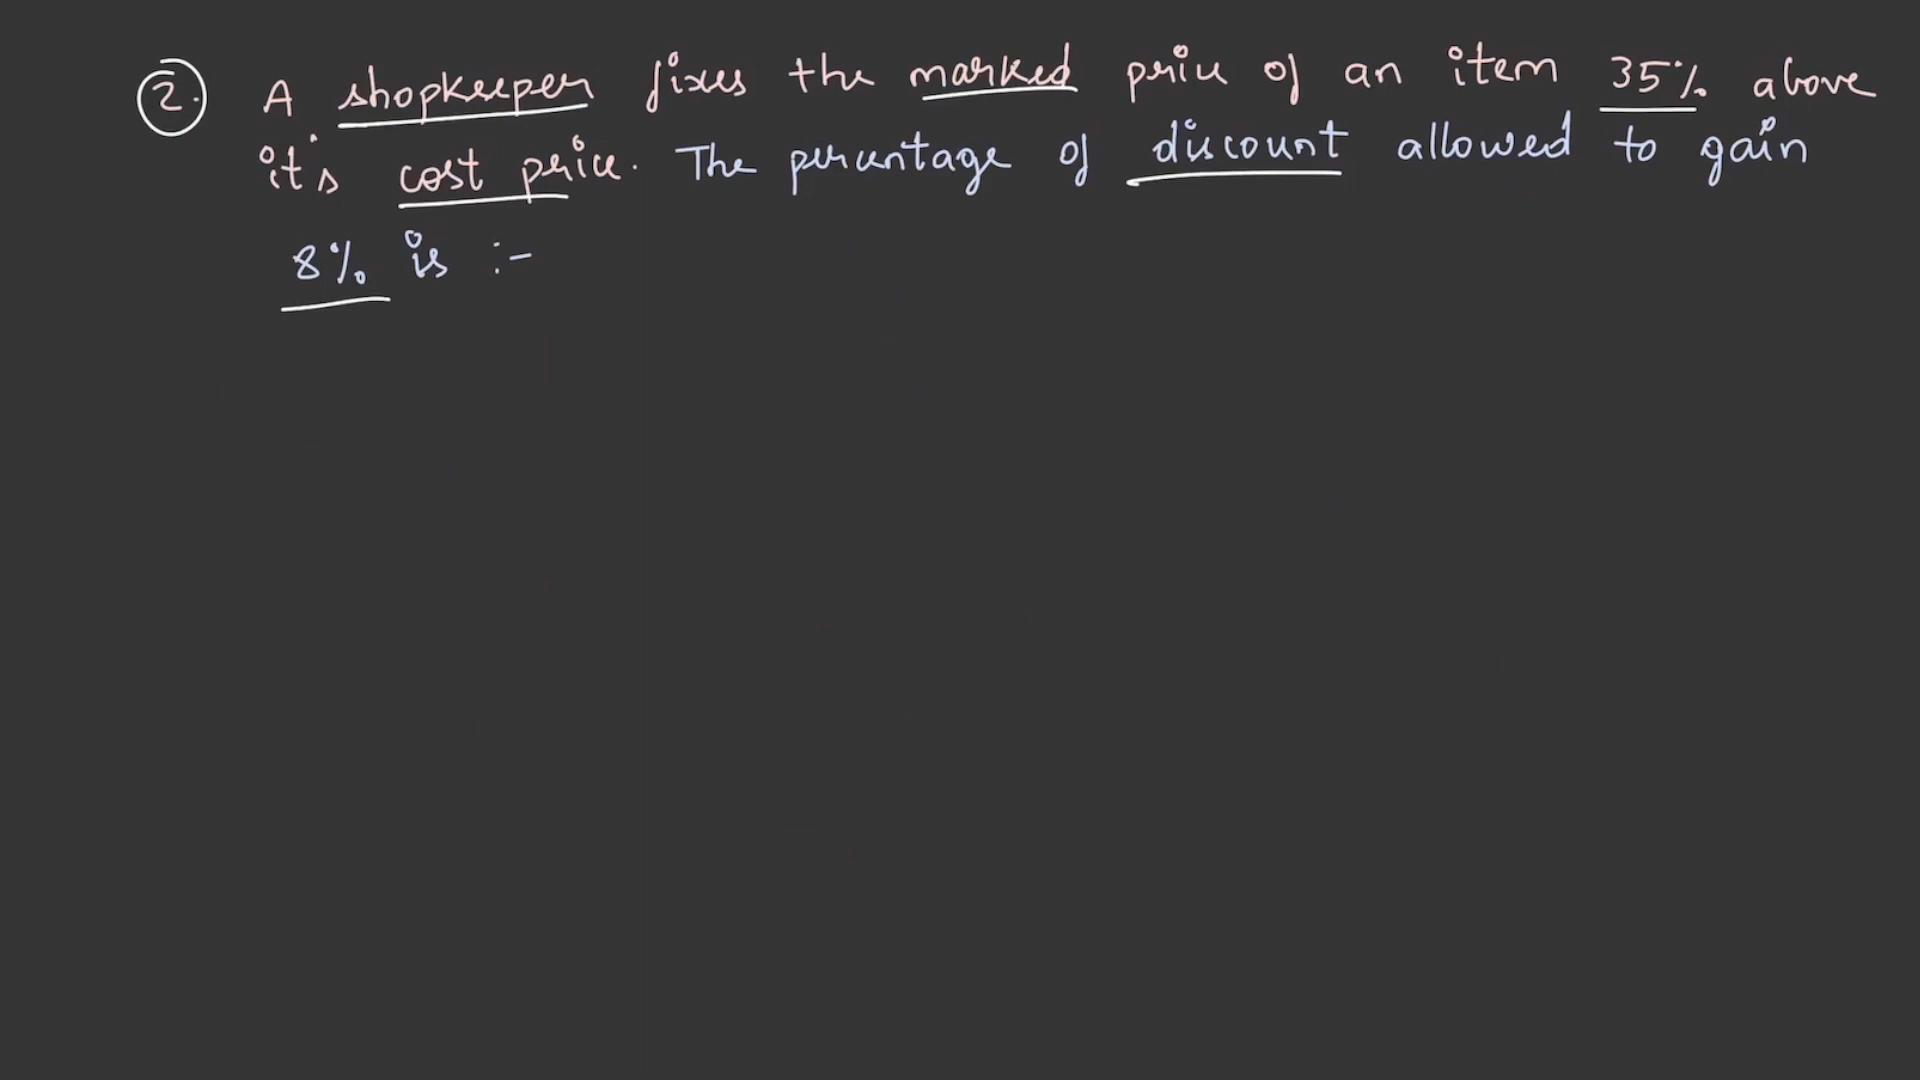 2. A shopkeeper fixes the marked price of an item 35% above
it's cost price. The percentage of discount allowed to gain
8% is :-